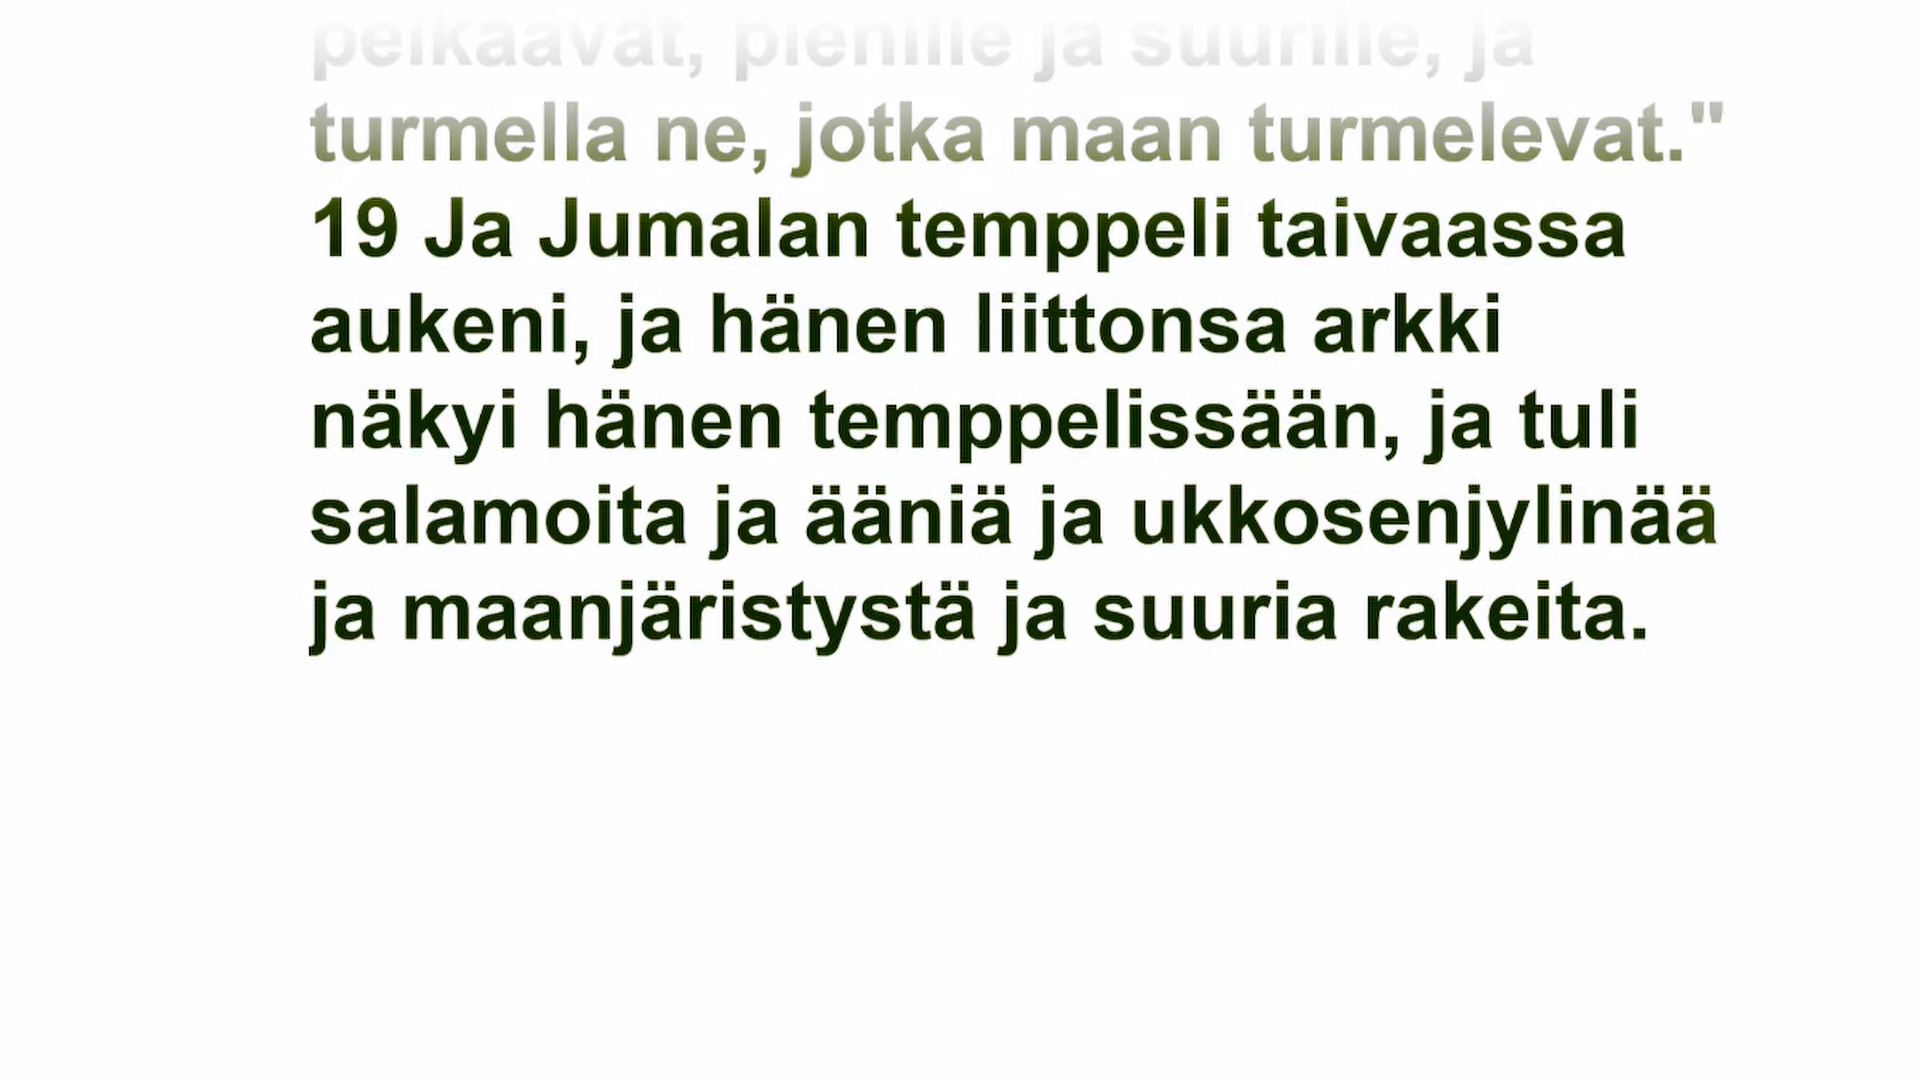 pelkäävät, pienille ja suurille, ja
turmella ne, jotka maan turmelevat."
19 Ja Jumalan temppeli taivaassa
aukeni, ja hänen liittonsa arkki
näkyi hänen temppelissään, ja tuli
salamoita ja ääniä ja ukkosenjylinää
ja maanjäristystä ja suuria rakeita.